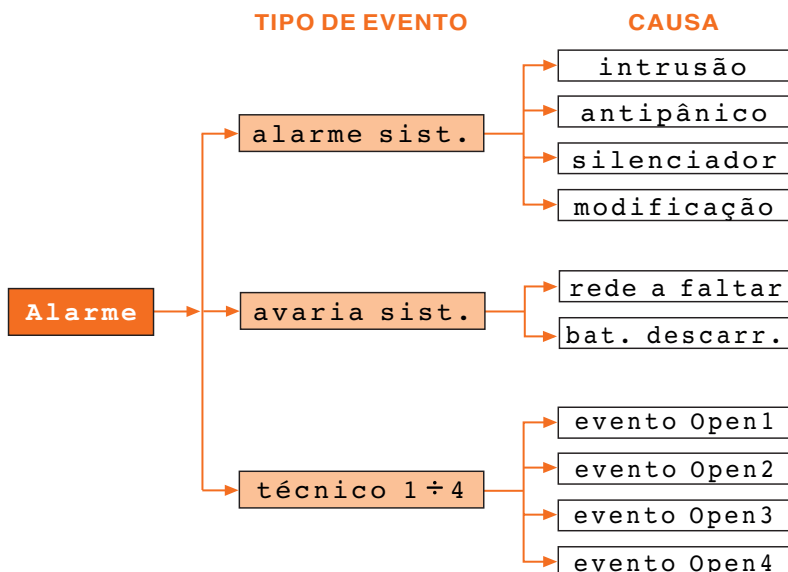 TIPO DE EVENTO
CAUSA
intrusão
antipânico
alarme sist.
silenciador
modificação
rede a faltar
Alarme
avaria sist.
bat. descarr.
evento Open1
evento Open2
técnico 1÷4
evento Open3
evento Open4